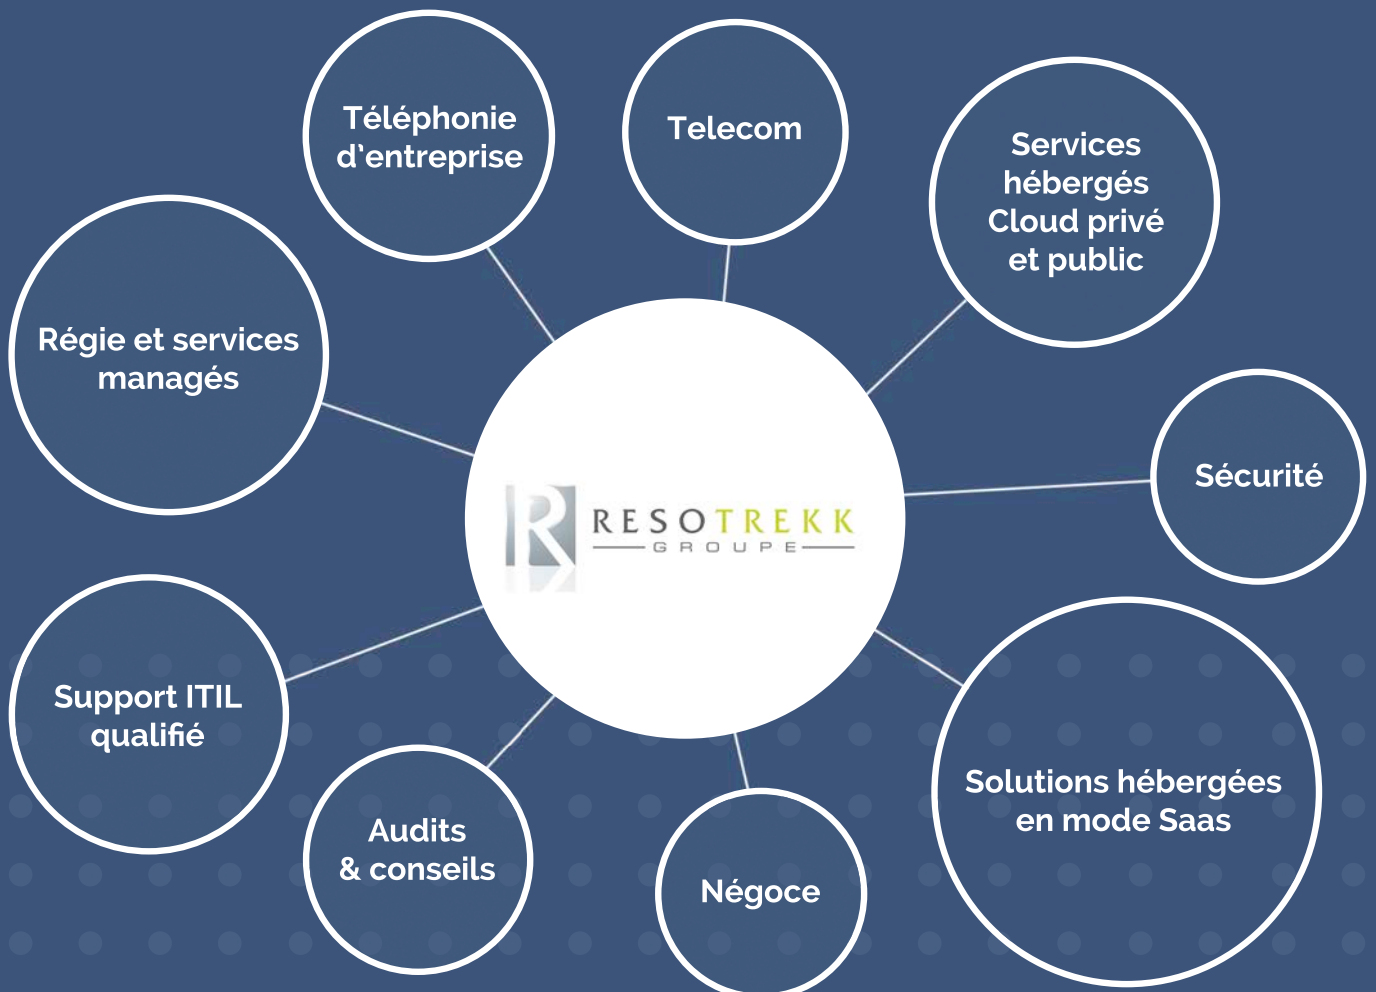 Téléphonie
d'entreprise
Telecom
Services
hébergés
Cloud privé
et public
Régie et services
managés
Sécurité
RESOTREKK
GROUPE
Support ITIL
qualifié
Solutions hébergées
en mode Saas
Audits
& conseils
Négoce